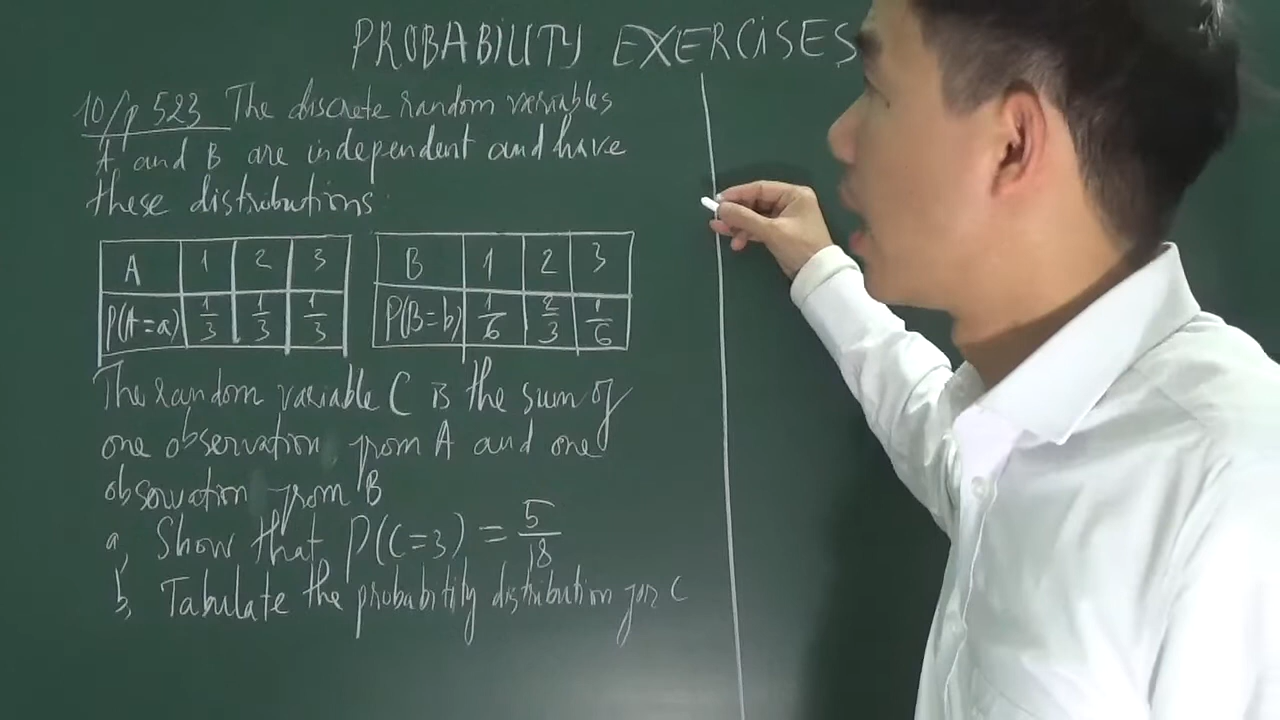 PROBABILITY EXERCISES
10/p 523 The discrete random variables
A and B are independent and have
these distributions:
A 1 2 3
P(A=a) 1/3 1/3 1/3
B 1 2 3
P(B=b) 1/6 2/3 1/6
The random variable C is the sum of
one observation from A and one
observation from B
a, Show that P(C=3) = 5/18
b, Tabulate the probability distribution for C